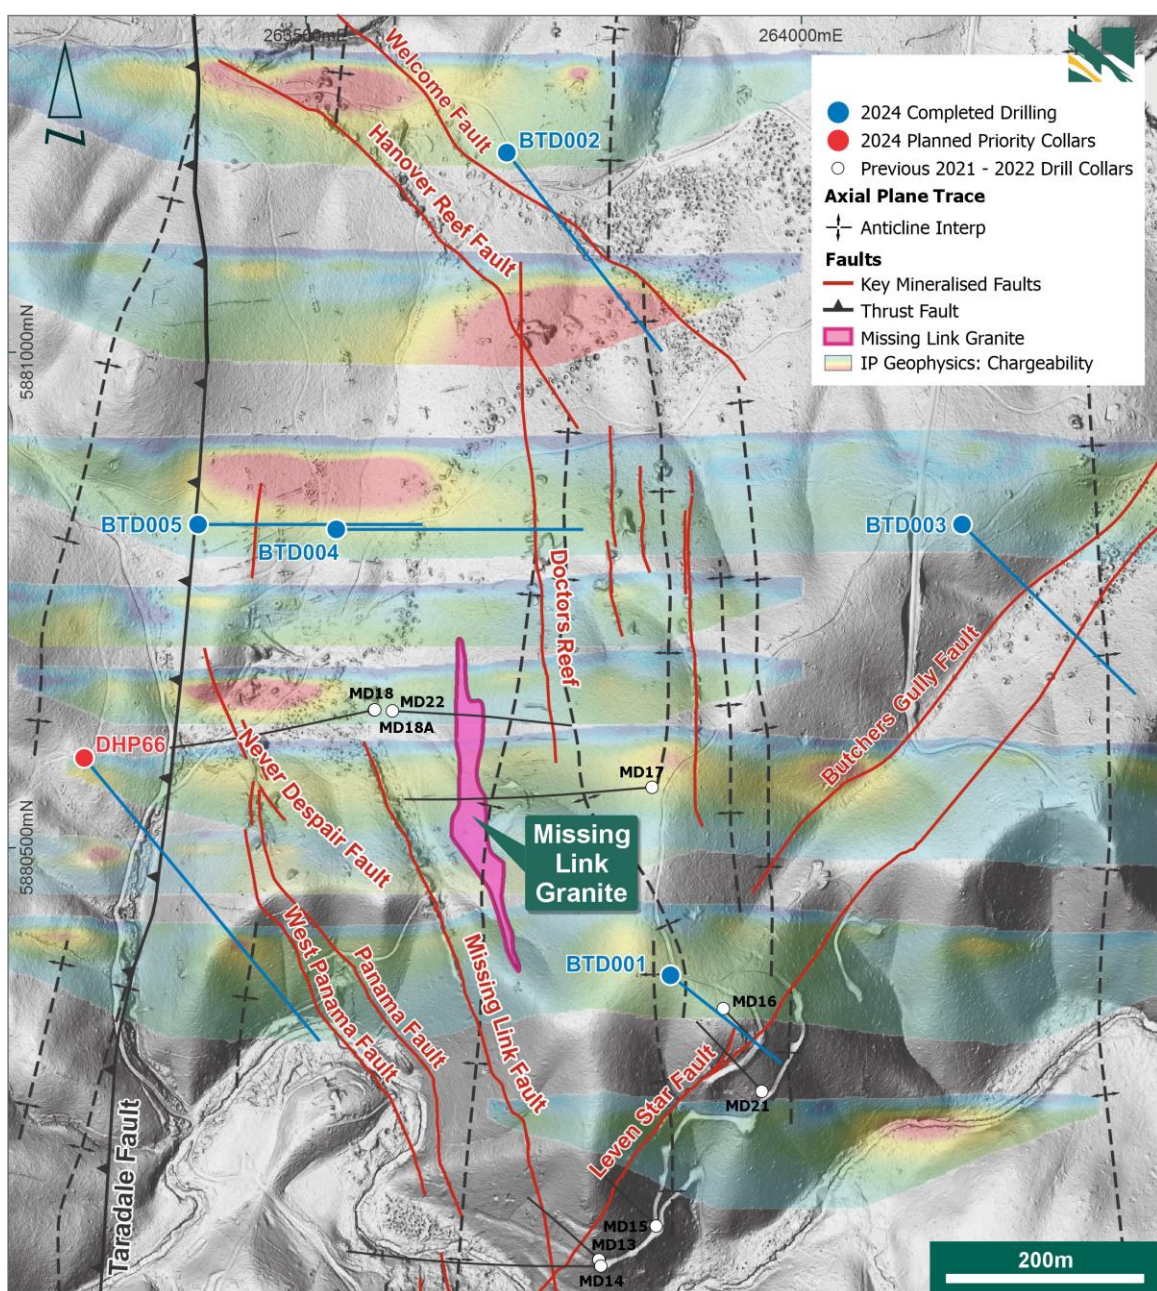 263500mE
264000mE
5881000mN
5880500mN
2024 Completed Drilling
2024 Planned Priority Collars
Previous 2021 - 2022 Drill Collars
Axial Plane Trace
Anticline Interp
Faults
Key Mineralised Faults
Thrust Fault
Missing Link Granite
IP Geophysics: Chargeability
Welcome Fault
BTD002
Hanover Reef Fault
BTD005
BTD004
BTD003
Doctors Reef
Butchers Gully Fault
MD18
MD22
MD18A
DHP66
Never Despair Fault
MD17
Missing
Link
Granite
West Panama Fault
Panama Fault
Missing Link Fault
BTD001
MD16
MD21
Leven Star Fault
Taradale Fault
MD15
MD13
MD14
200m